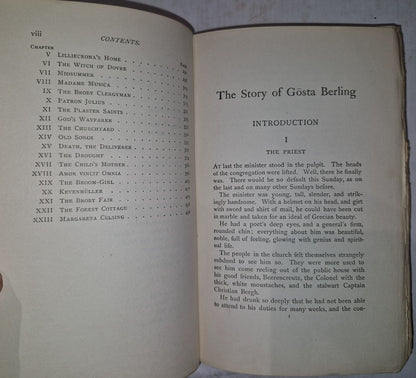 viii
CONTENTS.
Chapter
V Lilliecrona's Home
VI The Witch of Dovre
VII Midsummer
VIII Madame Musica
IX The Broby Clergyman
X Patron Julius
XI The Plaster Saints
XII God's Wayfarer
XIII The Churchyard
XIV Old Songs
XV Death, the Deliverer
XVI The Drought
XVII The Child's Mother
XVIII Amor vincit Omnia
XIX The Broom-Girl
XX Kevenhüller
XXI The Broby Fair
XXII The Forest Cottage
XXIII Margareta Celsing
The Story of Gösta Berling
INTRODUCTION
I
THE PRIEST
At last the minister stood in the pulpit. The heads
of the congregation were lifted. Well, there he finally
was. There would be no default this Sunday, as on
the last and on many other Sundays before.
The minister was young, tall, slender, and strik-
ingly handsome. With a helmet on his head, and girt
with sword and shirt of mail, he could have been cut
in marble and taken for an ideal of Grecian beauty.
He had a poet's deep eyes, and a general's firm,
rounded chin; everything about him was beautiful,
noble, full of feeling, glowing with genius and spirit-
ual life.
The people in the church felt themselves strangely
subdued to see him so. They were more used to
see him come reeling out of the public house with
his good friends, Beerencreutz, the Colonel with the
thick, white moustaches, and the stalwart Captain
Christian Bergh.
He had drunk so deeply that he had not been able
to attend to his duties for many weeks, and the con-
1